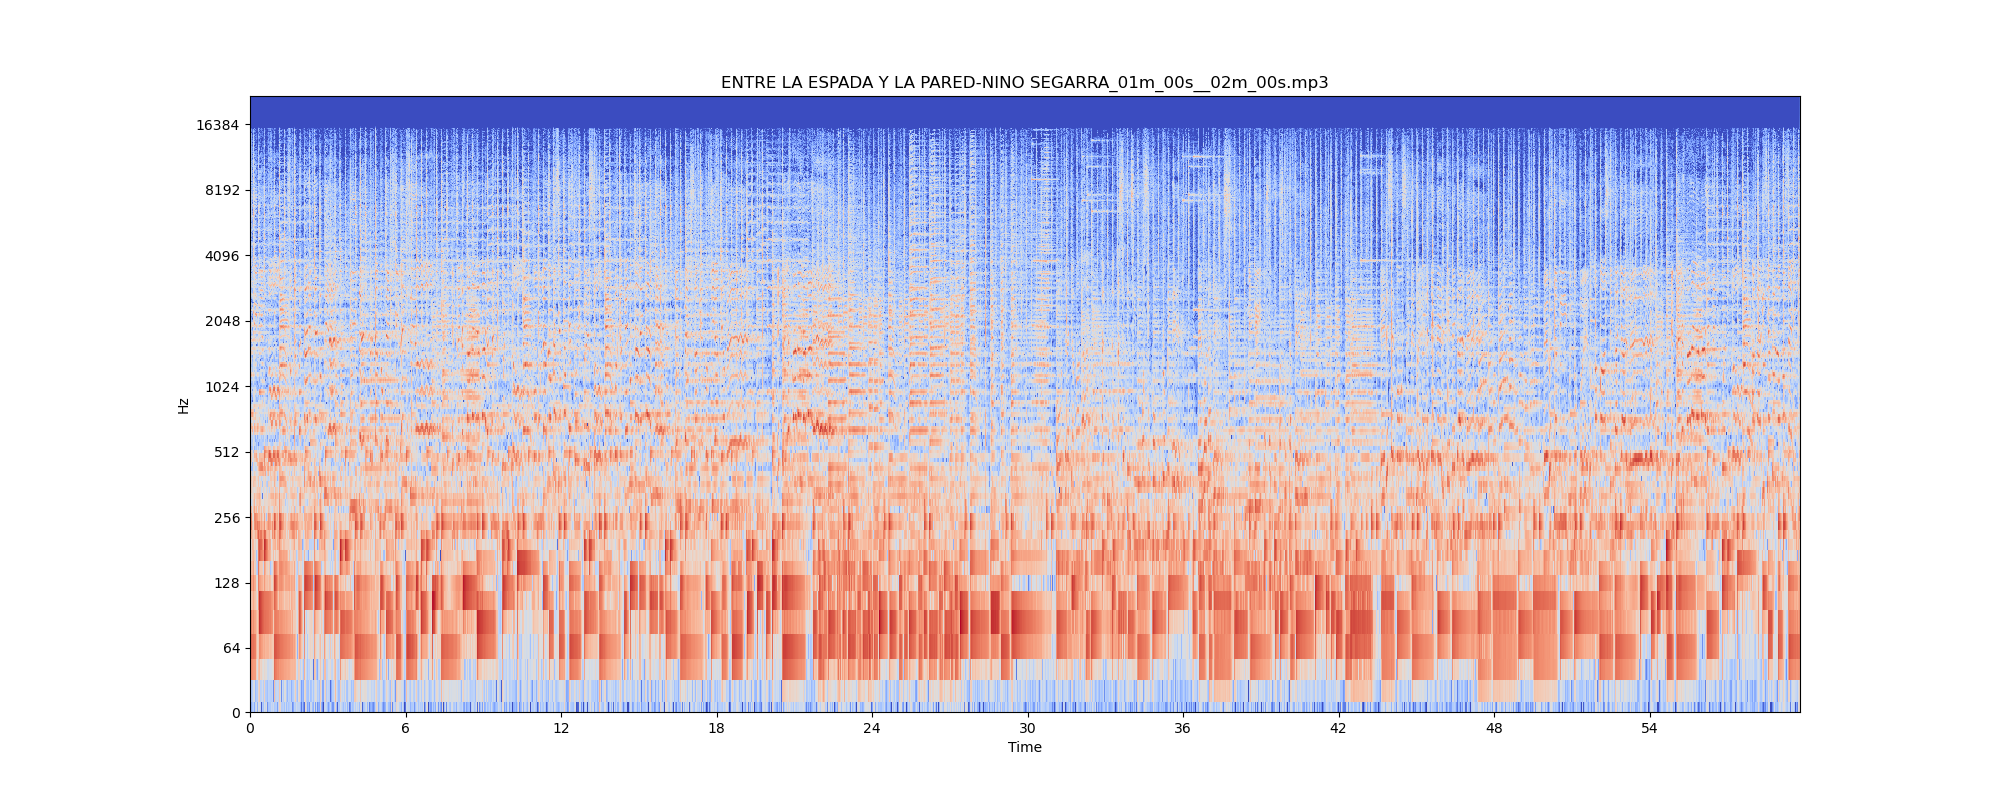 ENTRE LA ESPADA Y LA PARED-NINO SEGARRA_01m_00s__02m_00s.mp3
16384
8192
4096
2048
1024
512
256
128
64
0
Hz
0 6 12 18 24 30 36 42 48 54
Time